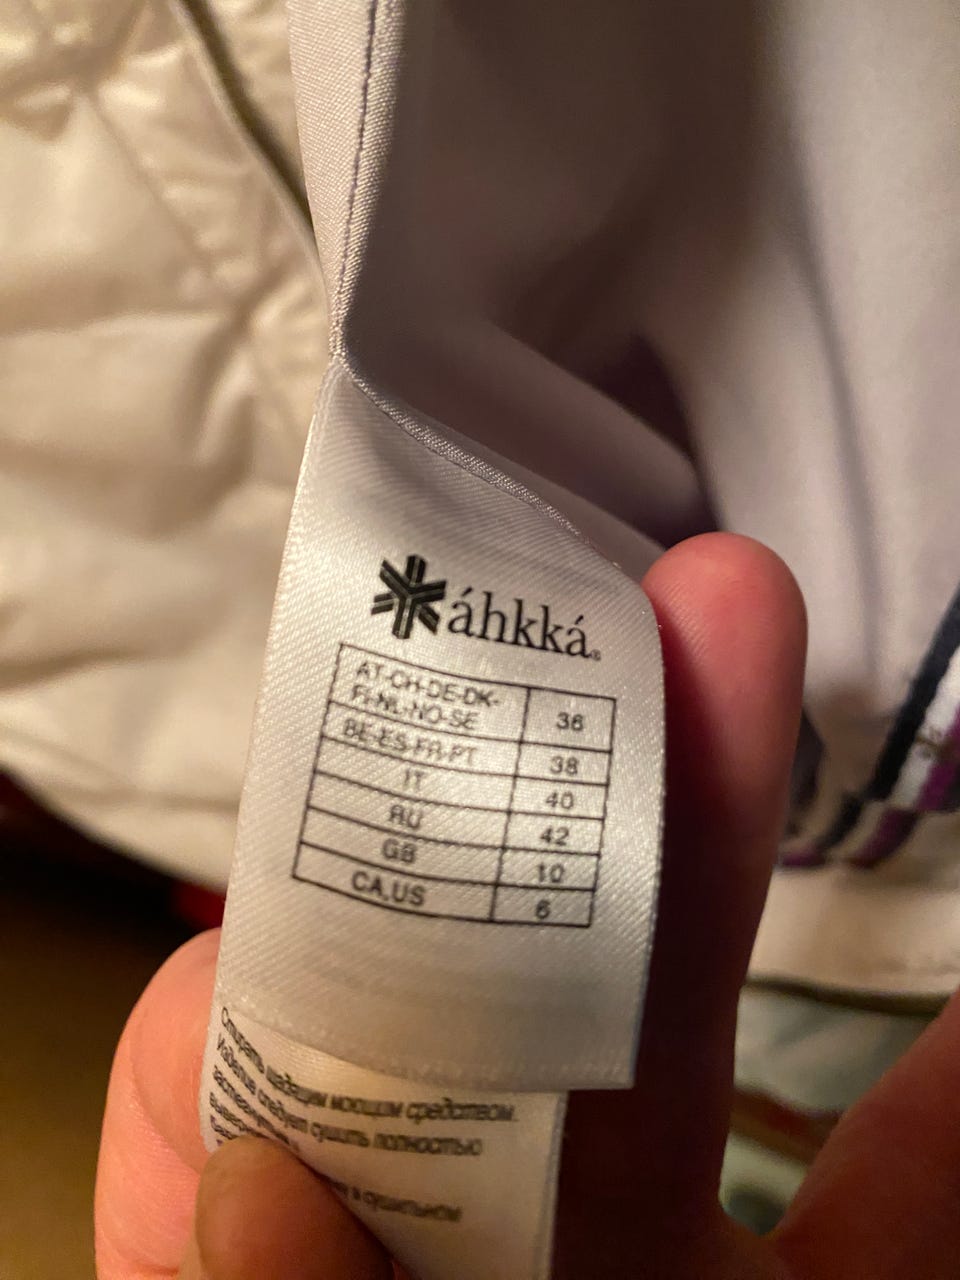 áhkká®
AT-CH-DE-DK-
FI-NL-NO-SE 36
BE-ES-FR-PT 38
IT 40
RU 42
GB 10
CA,US 6
Стирать щадящим моющим средством.
Изделие следует сушить полностью
в сушильном